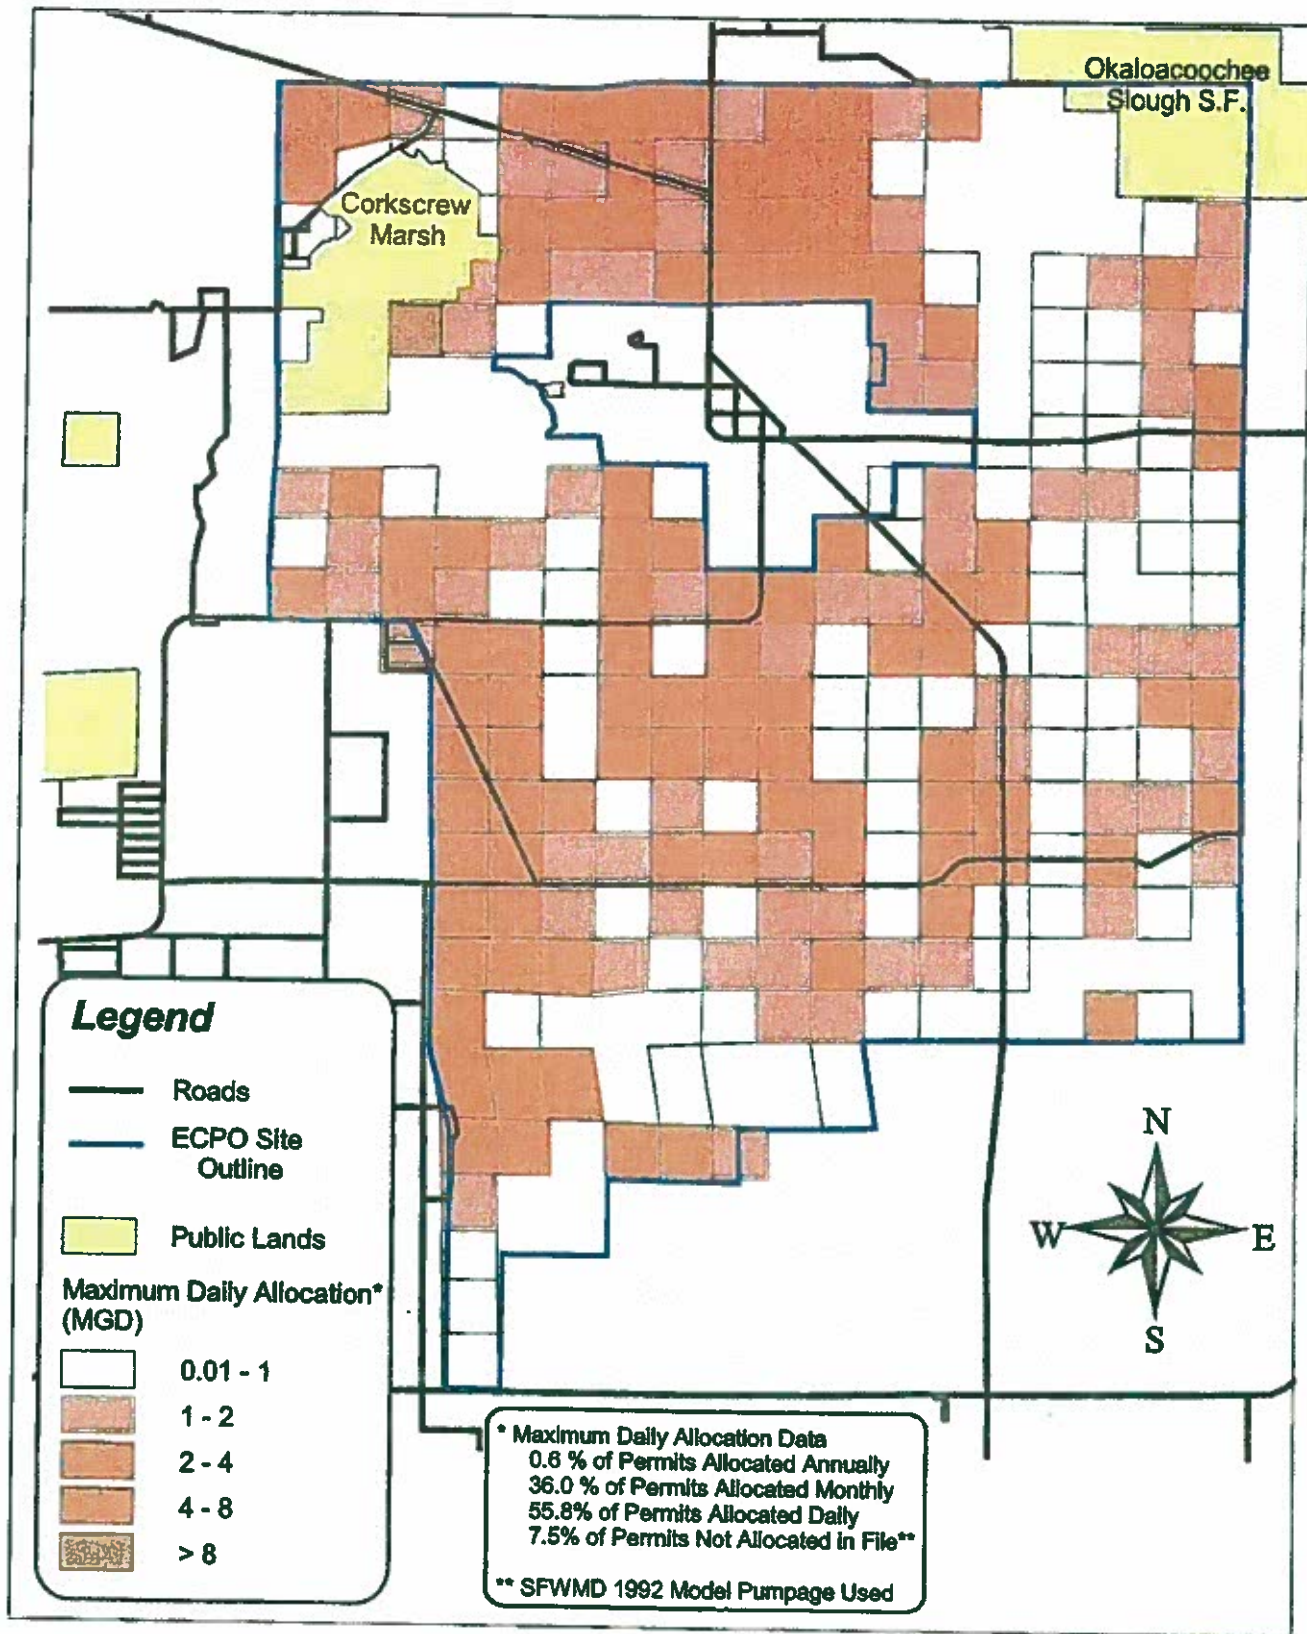 Okaloacoochee
Slough S.F.
Corkscrew
Marsh
Legend
Roads
ECPO Site
Outline
Public Lands
Maximum Daily Allocation*
(MGD)
0.01 - 1
1 - 2
2 - 4
4 - 8
> 8
N
W
E
S
* Maximum Daily Allocation Data
0.6 % of Permits Allocated Annually
36.0 % of Permits Allocated Monthly
55.8% of Permits Allocated Daily
7.5% of Permits Not Allocated in File**
** SFWMD 1992 Model Pumpage Used